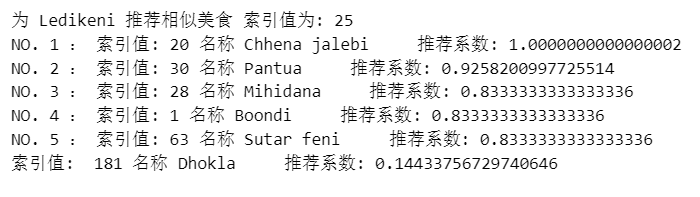 为 Ledikeni 推荐相似美食 索引值为: 25
NO. 1 : 索引值: 20 名称 Chhena jalebi 推荐系数: 1.0000000000000002
NO. 2 : 索引值: 30 名称 Pantua 推荐系数: 0.9258200997725514
NO. 3 : 索引值: 28 名称 Mihidana 推荐系数: 0.8333333333333336
NO. 4 : 索引值: 1 名称 Boondi 推荐系数: 0.8333333333333336
NO. 5 : 索引值: 63 名称 Sutar feni 推荐系数: 0.8333333333333336
索引值: 181 名称 Dhokla 推荐系数: 0.14433756729740646